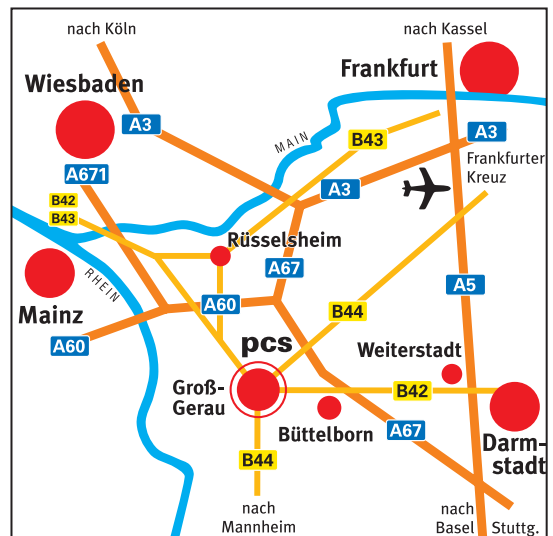 nach Köln
nach Kassel
Frankfurt
Wiesbaden
A3
MAIN
B43
A3
A671
A3
Frankfurter
Kreuz
B42
B43
Rüsselsheim
RHEIN
A67
A5
Mainz
A60
B44
A60
pcs
Weiterstadt
Groß-
Gerau
B42
Büttelborn
A67
Darm-
stadt
B44
nach
Mannheim
nach
Basel
Stuttg.